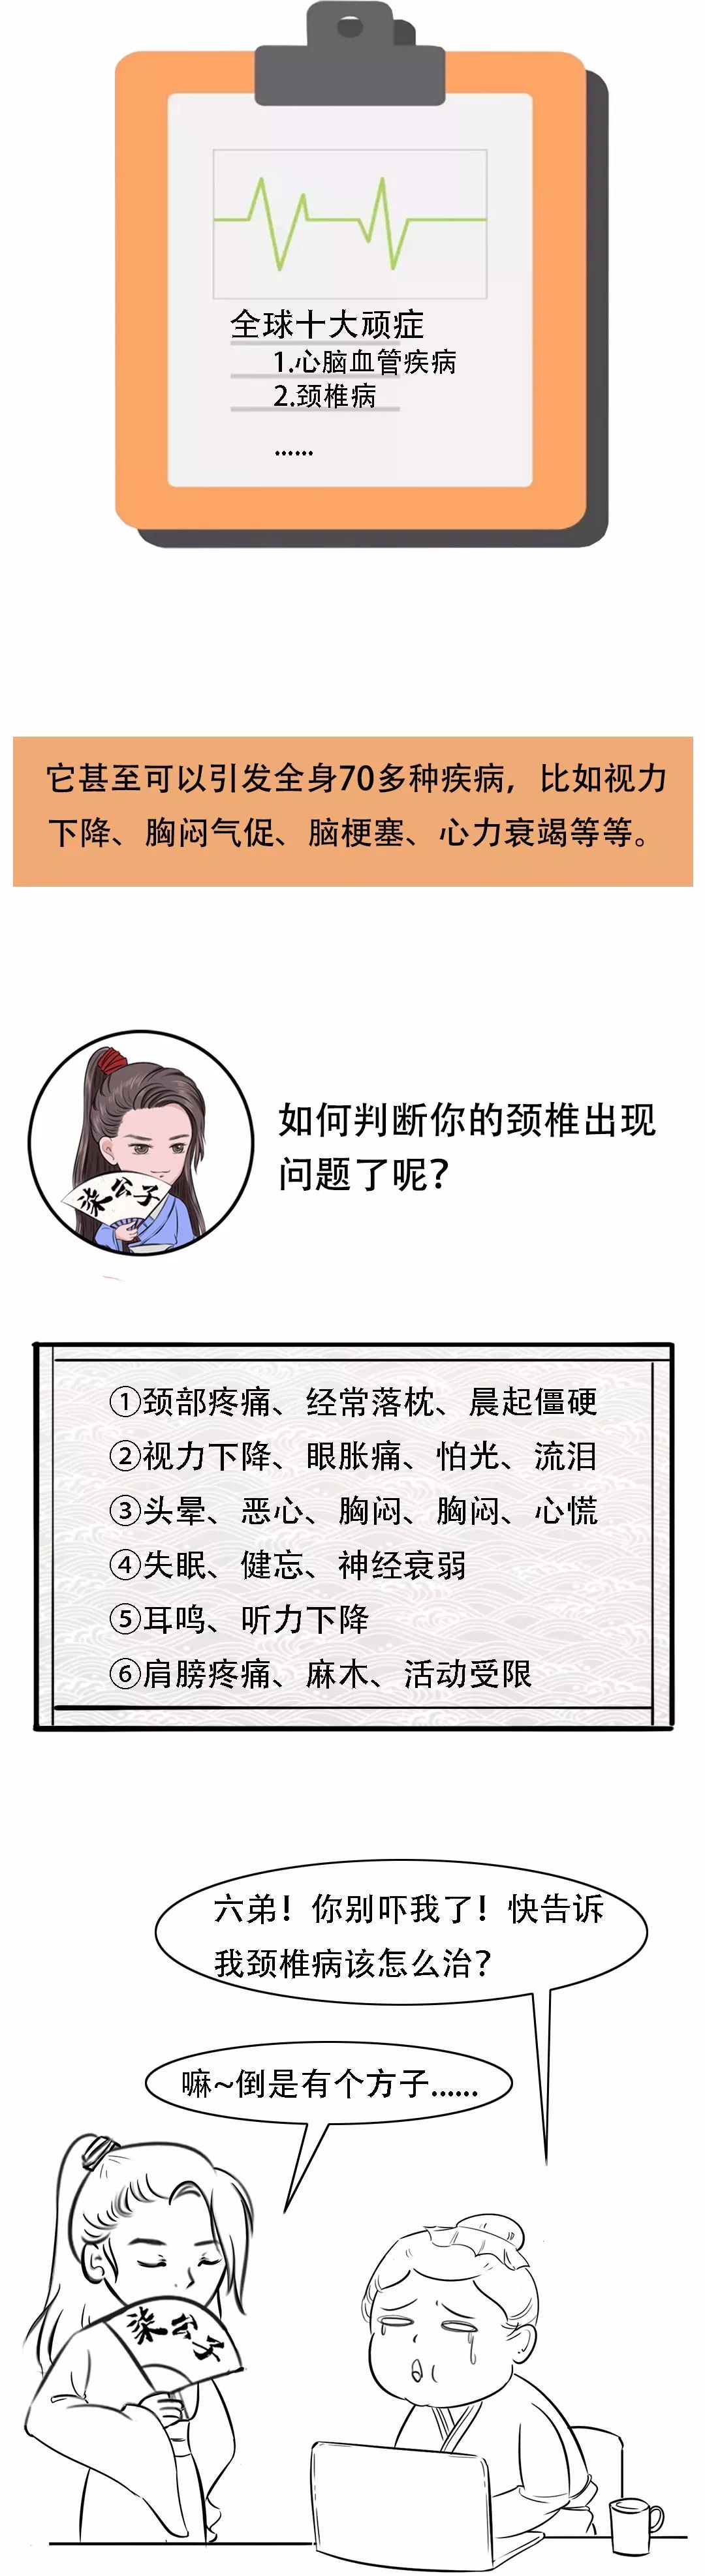 全球十大顽症
1.心脑血管疾病
2.颈椎病
......
它甚至可以引发全身70多种疾病，比如视力
下降、胸闷气促、脑梗塞、心力衰竭等等。
柒公子
如何判断你的颈椎出现
问题了呢？
①颈部疼痛、经常落枕、晨起僵硬
②视力下降、眼胀痛、怕光、流泪
③头晕、恶心、胸闷、胸闷、心慌
④失眠、健忘、神经衰弱
⑤耳鸣、听力下降
⑥肩膀疼痛、麻木、活动受限
六弟！你别吓我了！快告诉
我颈椎病该怎么治？
嘛~倒是有个方子......
柒公子